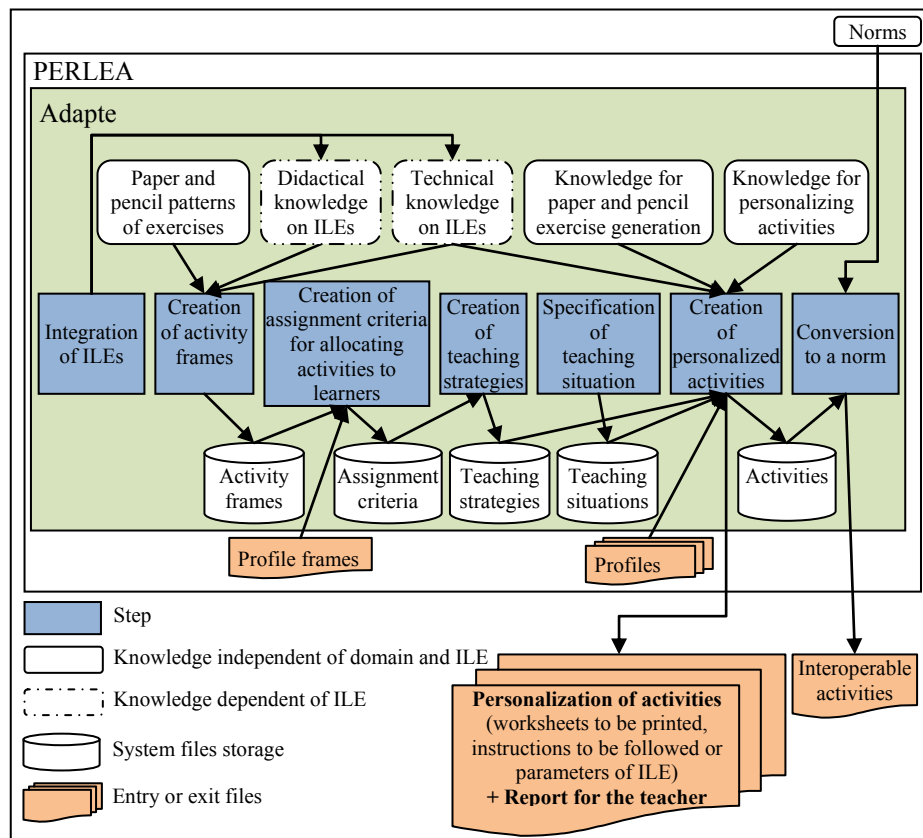 Norms
PERLEA
Adapte
Paper and
pencil patterns
of exercises
Didactical
knowledge
on ILEs
Technical
knowledge
on ILEs
Knowledge for
paper and pencil
exercise generation
Knowledge for
personalizing
activities
Integration
of ILEs
Creation
of activity
frames
Creation of
assignment criteria
for allocating
activities to
learners
Creation
of
teaching
strategies
Specification
of
teaching
situation
Creation
of
personalized
activities
Conversion
to a norm
Activity
frames
Assignment
criteria
Teaching
strategies
Teaching
situations
Activities
Profile frames
Profiles
Step
Knowledge independent of domain and ILE
Knowledge dependent of ILE
System files storage
Entry or exit files
Personalization of activities
(worksheets to be printed,
instructions to be followed or
parameters of ILE)
+ Report for the teacher
Interoperable
activities